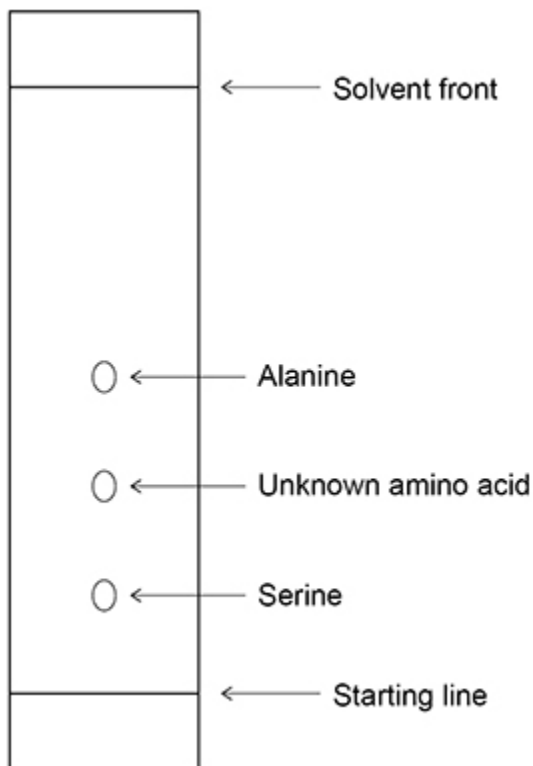 Solvent front
Alanine
Unknown amino acid
Serine
Starting line